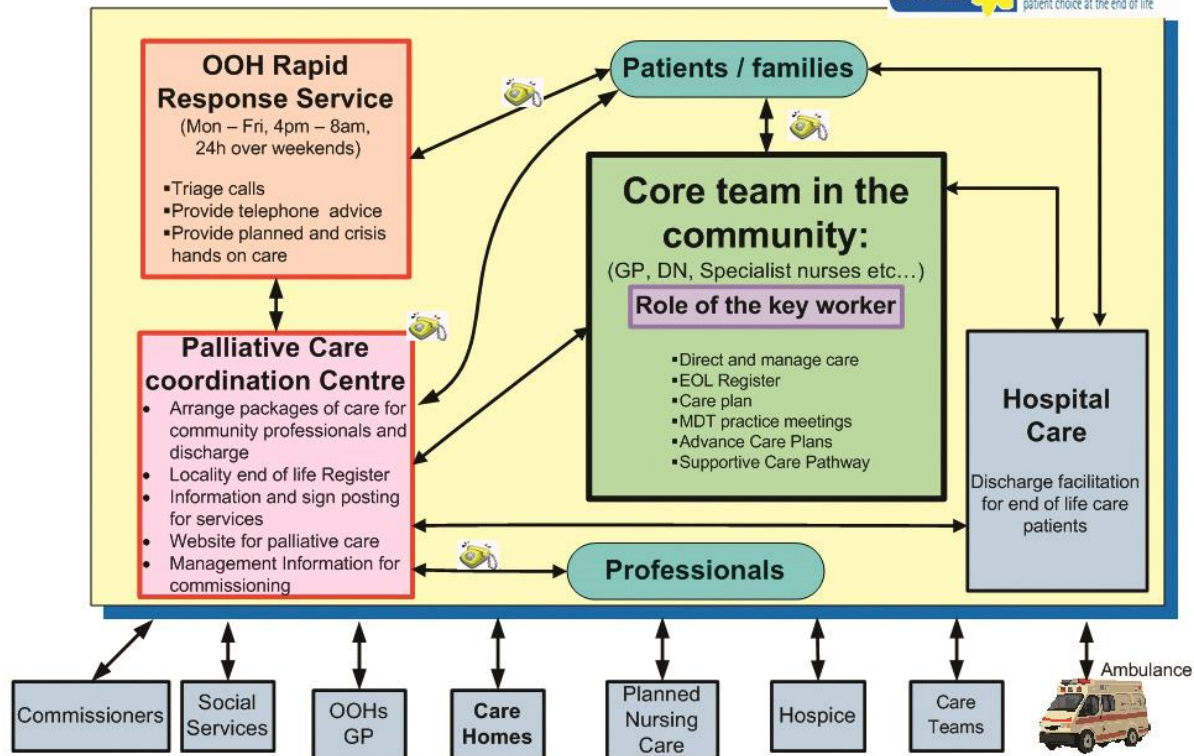 patient choice at the end of life
OOH Rapid
Response Service
(Mon – Fri, 4pm – 8am,
24h over weekends)
▪Triage calls
▪Provide telephone advice
▪Provide planned and crisis
hands on care
Patients / families
Core team in the
community:
(GP, DN, Specialist nurses etc...)
Role of the key worker
▪Direct and manage care
▪EOL Register
▪Care plan
▪MDT practice meetings
▪Advance Care Plans
▪Supportive Care Pathway
Palliative Care
coordination Centre
• Arrange packages of care for
community professionals and
discharge
• Locality end of life Register
• Information and sign posting
for services
• Website for palliative care
• Management Information for
commissioning
Hospital
Care
Discharge facilitation
for end of life care
patients
Professionals
Commissioners
Social
Services
OOHs
GP
Care
Homes
Planned
Nursing
Care
Hospice
Care
Teams
Ambulance